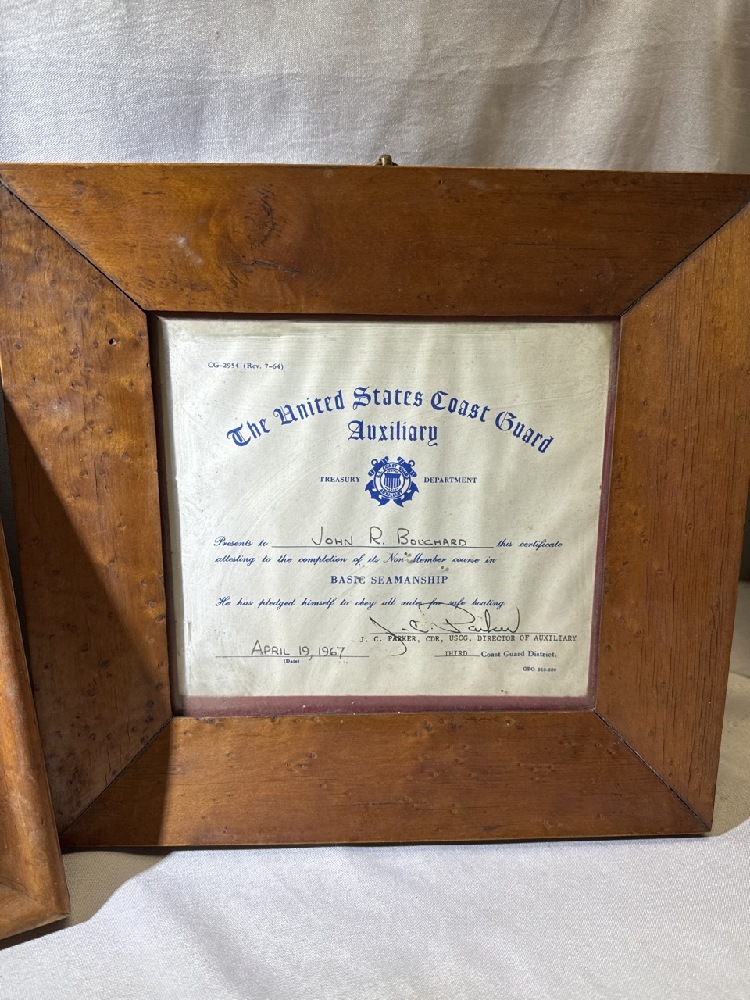 CG-2954 (Rev. 7-64)
The United States Coast Guard
Auxiliary
TREASURY DEPARTMENT
Presents to JOHN R. BOUCHARD this certificate
attesting to the completion of its Non Member course in
BASIC SEAMANSHIP
He has pledged himself to obey all rules for safe boating
J. C. Parker
J. C. PARKER, CDR, USCG, DIRECTOR OF AUXILIARY
APRIL 19, 1967 THIRD Coast Guard District.
(Date)